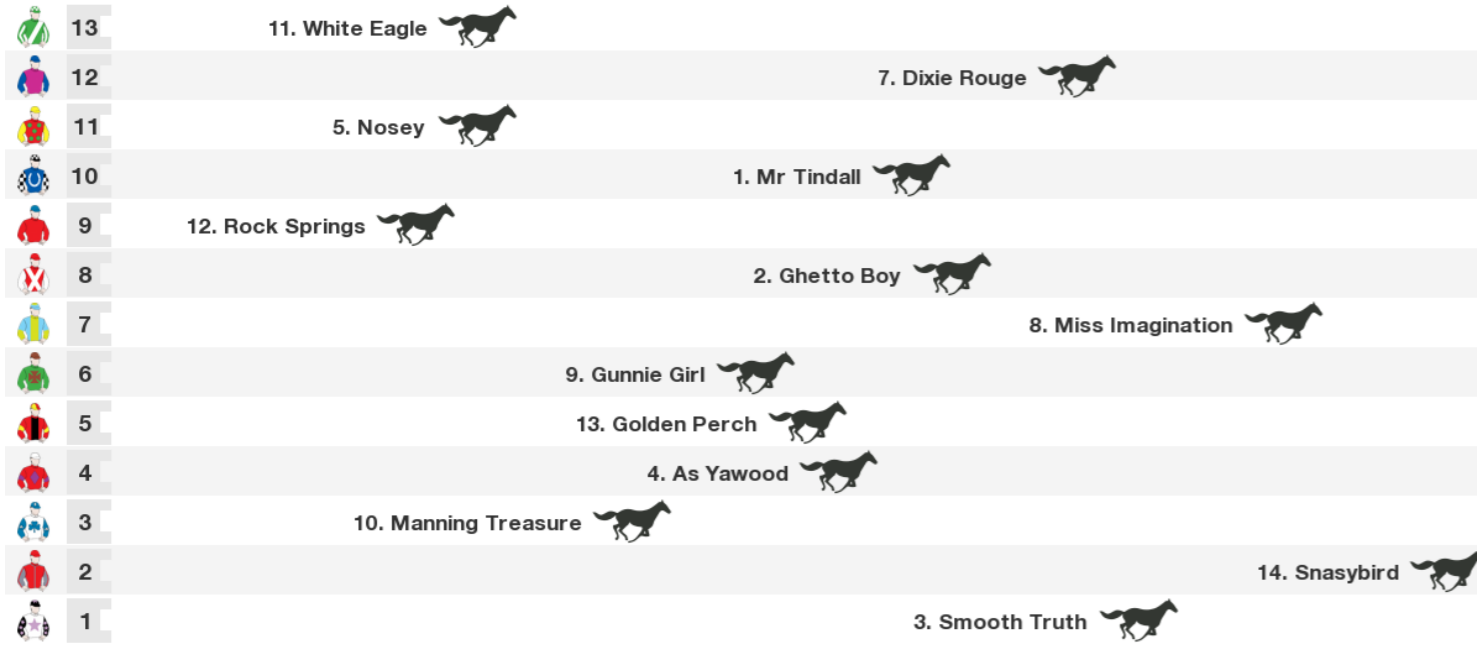 13 11. White Eagle
12 7. Dixie Rouge
11 5. Nosey
10 1. Mr Tindall
9 12. Rock Springs
8 2. Ghetto Boy
7 8. Miss Imagination
6 9. Gunnie Girl
5 13. Golden Perch
4 4. As Yawood
3 10. Manning Treasure
2 14. Snasybird
1 3. Smooth Truth